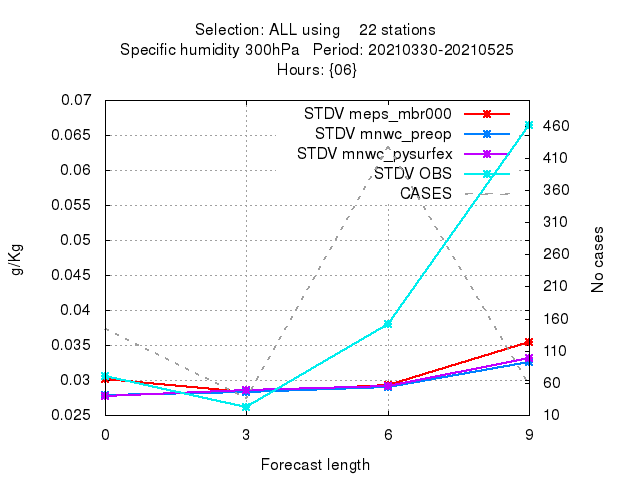 Selection: ALL using 22 stations
Specific humidity 300hPa Period: 20210330-20210525
Hours: {06}
STDV meps_mbr000
STDV mnwc_preop
STDV mnwc_pysurfex
STDV OBS
CASES
g/Kg
0.07
0.065
0.06
0.055
0.05
0.045
0.04
0.035
0.03
0.025
460
410
360
310
260
210
160
110
60
10
No cases
0 3 6 9
Forecast length